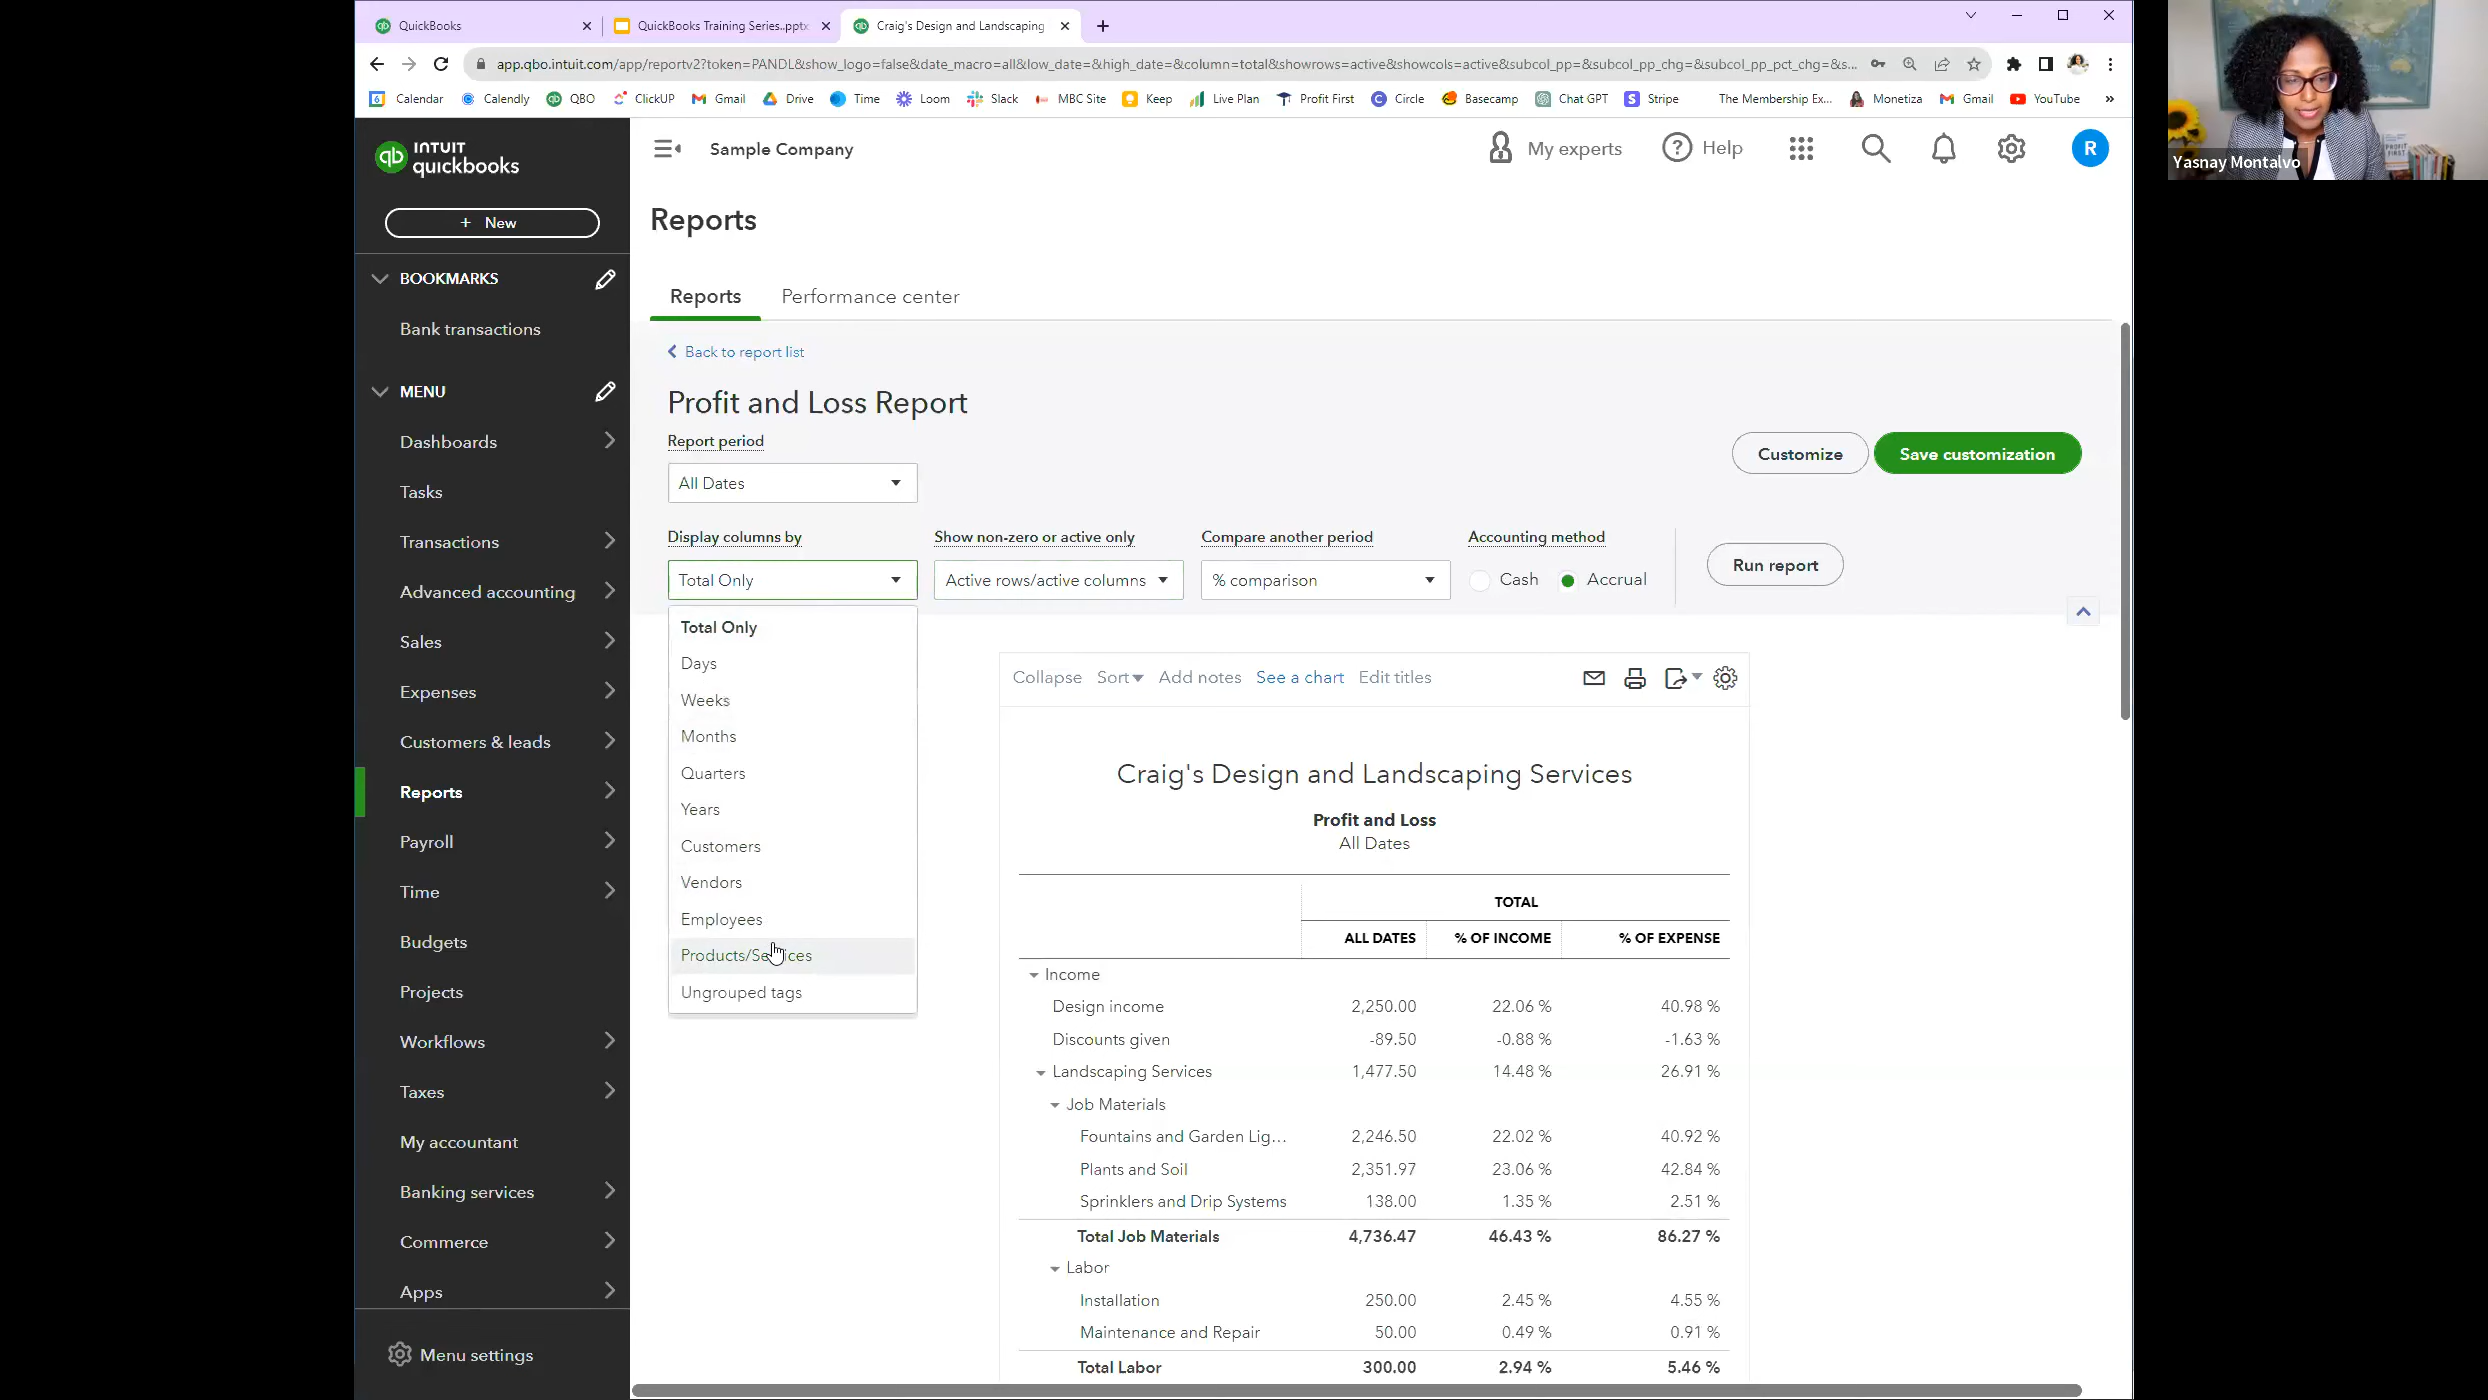 QuickBooks
QuickBooks Training Series..pptx
Craig's Design and Landscaping
app.qbo.intuit.com/app/reportv2?token=PANDL&show_logo=false&date_macro=all&low_date=&high_date=&column=total&showrows=active&showcols=active&subcol_pp=&subcol_pp_chg=&subcol_pp_pct_chg=&s...
6 Calendar Calendly QBO ClickUP Gmail Drive Time Loom Slack MBC Site Keep Live Plan Profit First Circle Basecamp Chat GPT Stripe The Membership Ex... Monetiza Gmail YouTube »
Yasnay Montalvo
qb INTUIT
quickbooks
+ New
BOOKMARKS
Bank transactions
MENU
Dashboards
Tasks
Transactions
Advanced accounting
Sales
Expenses
Customers & leads
Reports
Payroll
Time
Budgets
Projects
Workflows
Taxes
My accountant
Banking services
Commerce
Apps
Menu settings
Sample Company
My experts
? Help
R
Reports
Reports Performance center
Back to report list
Profit and Loss Report
Report period
All Dates
Customize Save customization
Display columns by Show non-zero or active only Compare another period Accounting method
Total Only Active rows/active columns % comparison Cash Accrual Run report
Total Only
Days
Weeks
Months
Quarters
Years
Customers
Vendors
Employees
Products/Services
Ungrouped tags
Collapse Sort Add notes See a chart Edit titles
Craig's Design and Landscaping Services
Profit and Loss
All Dates
TOTAL
ALL DATES % OF INCOME % OF EXPENSE
Income
Design income 2,250.00 22.06 % 40.98 %
Discounts given -89.50 -0.88 % -1.63 %
Landscaping Services 1,477.50 14.48 % 26.91 %
Job Materials
Fountains and Garden Lig... 2,246.50 22.02 % 40.92 %
Plants and Soil 2,351.97 23.06 % 42.84 %
Sprinklers and Drip Systems 138.00 1.35 % 2.51 %
Total Job Materials 4,736.47 46.43 % 86.27 %
Labor
Installation 250.00 2.45 % 4.55 %
Maintenance and Repair 50.00 0.49 % 0.91 %
Total Labor 300.00 2.94 % 5.46 %